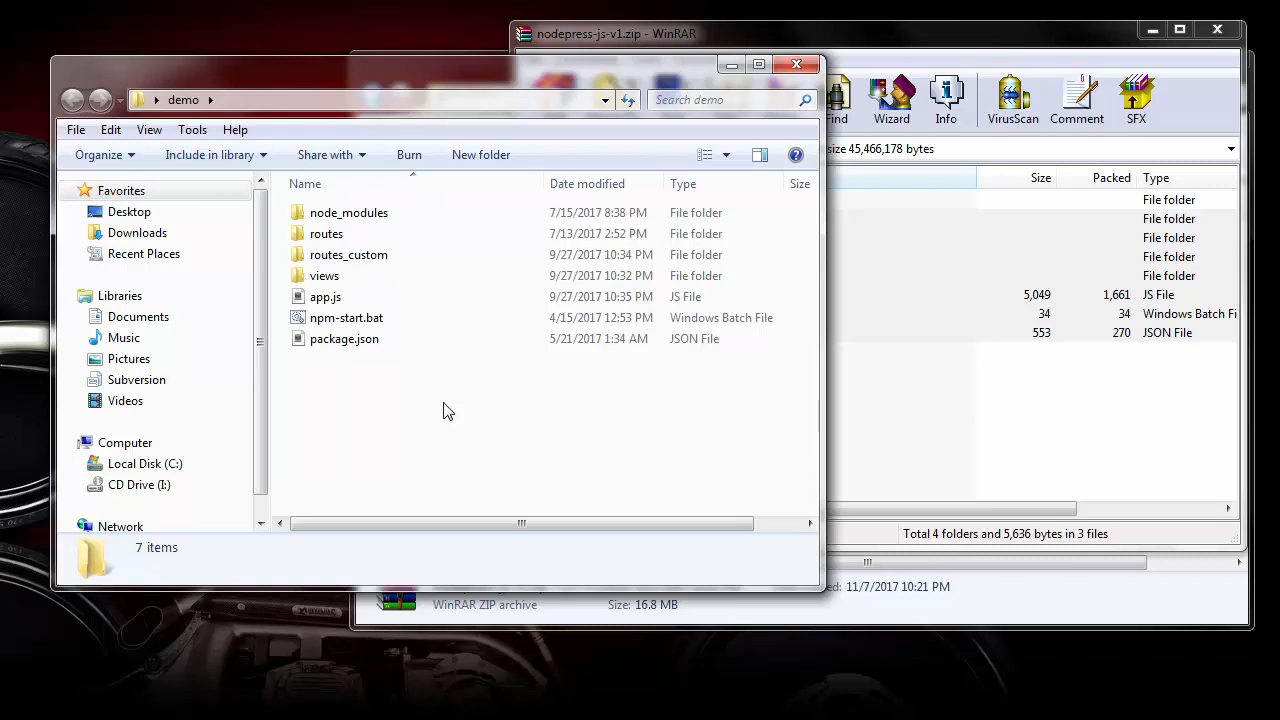 nodepress-js-v1.zip - WinRAR
demo
Search demo
File Edit View Tools Help
Find Wizard Info VirusScan Comment SFX
size 45,466,178 bytes
Organize Include in library Share with Burn New folder
Name Date modified Type Size
Size Packed Type
Favorites
Desktop
Downloads
Recent Places
Libraries
Documents
Music
Pictures
Subversion
Videos
Computer
Local Disk (C:)
CD Drive (I:)
Network
node_modules 7/15/2017 8:38 PM File folder
routes 7/13/2017 2:52 PM File folder
routes_custom 9/27/2017 10:34 PM File folder
views 9/27/2017 10:32 PM File folder
app.js 9/27/2017 10:35 PM JS File
npm-start.bat 4/15/2017 12:53 PM Windows Batch File
package.json 5/21/2017 1:34 AM JSON File
File folder
File folder
File folder
File folder
File folder
5,049 1,661 JS File
34 34 Windows Batch Fi
553 270 JSON File
7 items
Total 4 folders and 5,636 bytes in 3 files
11/7/2017 10:21 PM
WinRAR ZIP archive Size: 16.8 MB